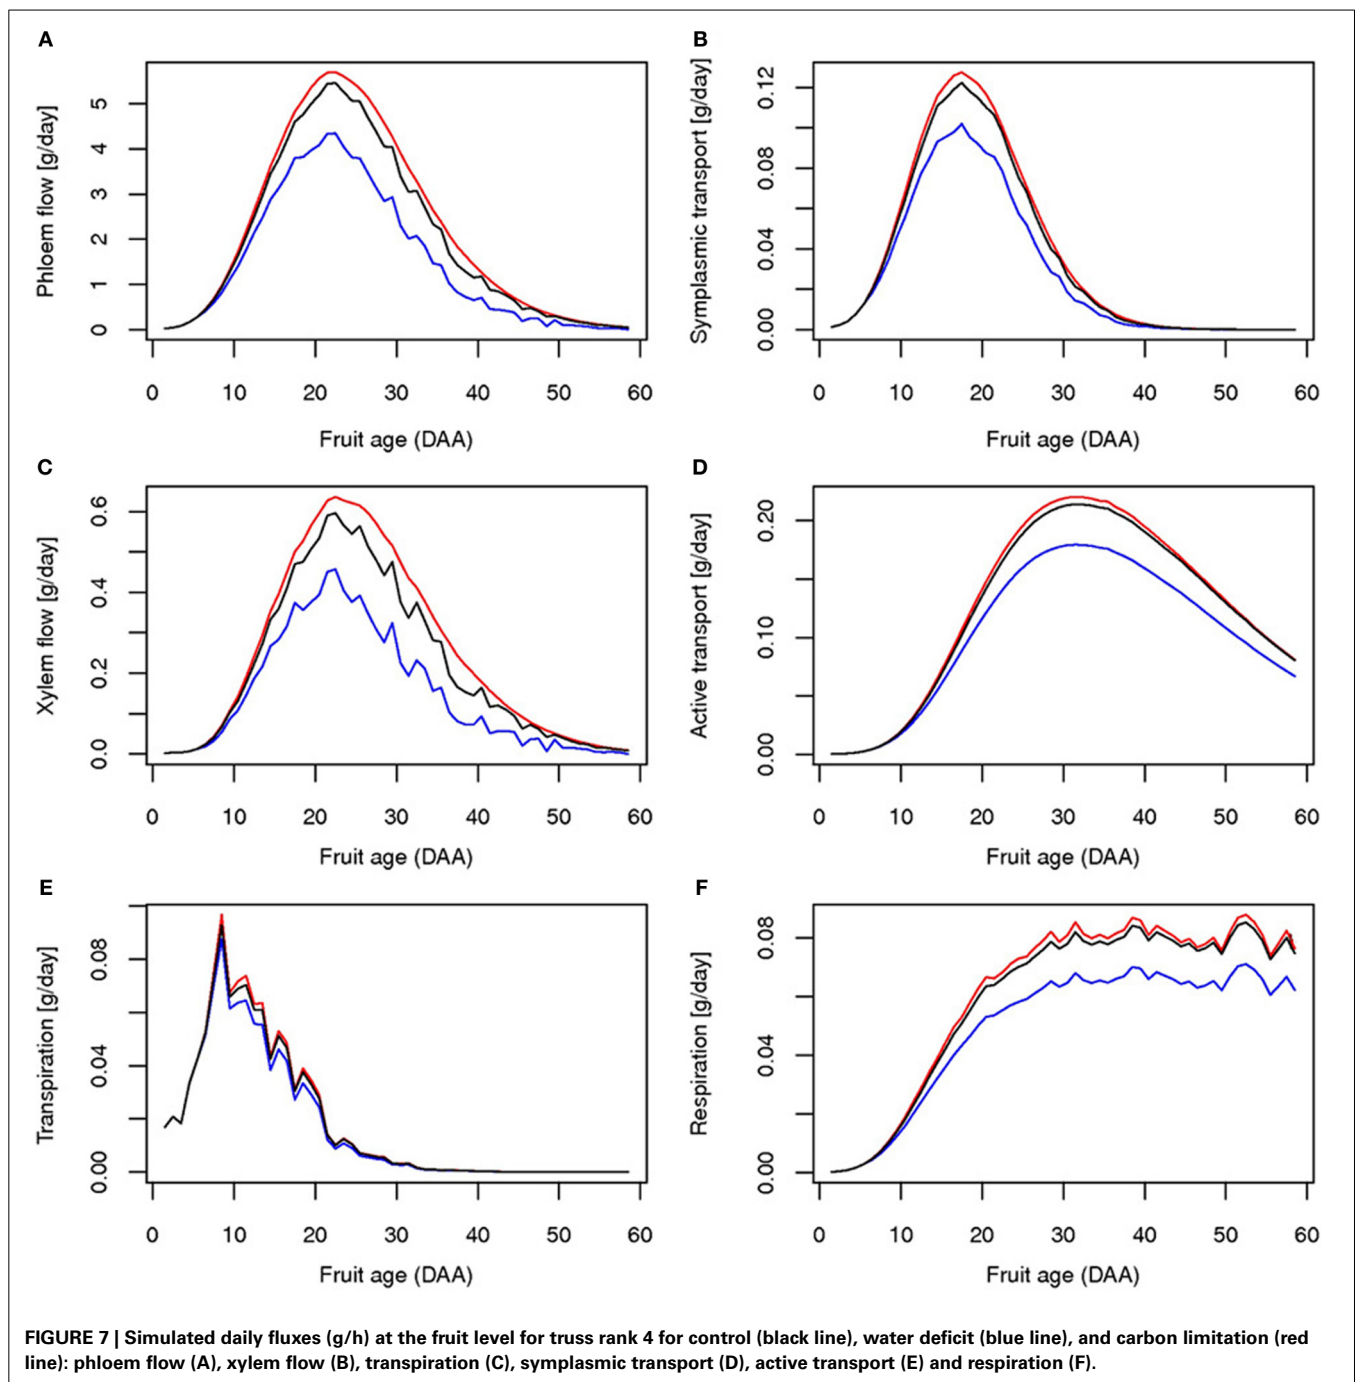 A
Phloem flow [g/day]
5
4
3
2
1
0
0 10 20 30 40 50 60
Fruit age (DAA)
B
Symplasmic transport [g/day]
0.12
0.08
0.04
0.00
0 10 20 30 40 50 60
Fruit age (DAA)
C
Xylem flow [g/day]
0.6
0.4
0.2
0.0
0 10 20 30 40 50 60
Fruit age (DAA)
D
Active transport [g/day]
0.20
0.10
0.00
0 10 20 30 40 50 60
Fruit age (DAA)
E
Transpiration [g/day]
0.08
0.04
0.00
0 10 20 30 40 50 60
Fruit age (DAA)
F
Respiration [g/day]
0.08
0.04
0.00
0 10 20 30 40 50 60
Fruit age (DAA)
FIGURE 7 | Simulated daily fluxes (g/h) at the fruit level for truss rank 4 for control (black line), water deficit (blue line), and carbon limitation (red
line): phloem flow (A), xylem flow (B), transpiration (C), symplasmic transport (D), active transport (E) and respiration (F).